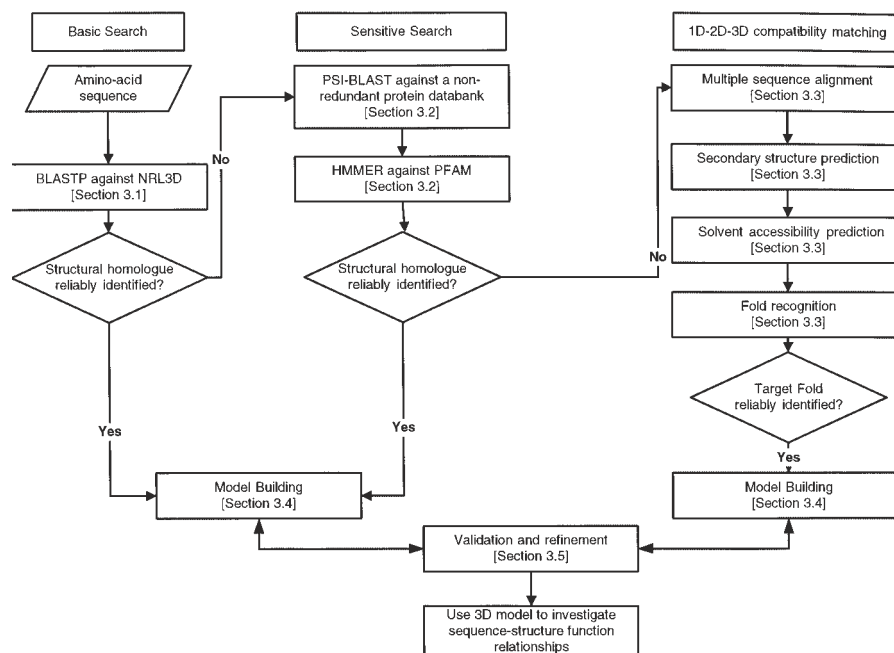 Basic Search
Sensitive Search
1D-2D-3D compatibility matching
Amino-acid
sequence
BLASTP against NRL3D
[Section 3.1]
Structural homologue
reliably identified?
No
Yes
PSI-BLAST against a non-
redundant protein databank
[Section 3.2]
HMMER against PFAM
[Section 3.2]
Structural homologue
reliably identified?
No
Yes
Multiple sequence alignment
[Section 3.3]
Secondary structure prediction
[Section 3.3]
Solvent accessibility prediction
[Section 3.3]
Fold recognition
[Section 3.3]
Target Fold
reliably identified?
Yes
Model Building
[Section 3.4]
Model Building
[Section 3.4]
Validation and refinement
[Section 3.5]
Use 3D model to investigate
sequence-structure function
relationships